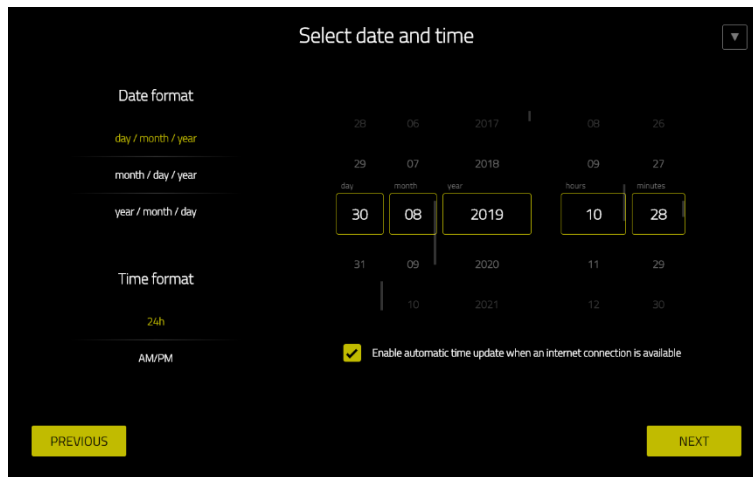 Select date and time
▼
Date format
day / month / year
month / day / year
year / month / day
Time format
24h
AM/PM
28 06 2017 08 26
29 07 2018 09 27
day month year hours minutes
30 08 2019 10 28
31 09 2020 11 29
10 2021 12 30
Enable automatic time update when an internet connection is available
PREVIOUS
NEXT